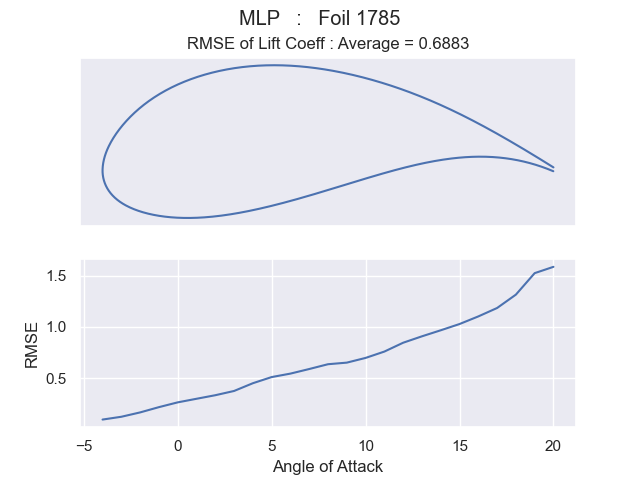 MLP : Foil 1785
RMSE of Lift Coeff : Average = 0.6883
1.5
1.0
0.5
RMSE
−5 0 5 10 15 20
Angle of Attack